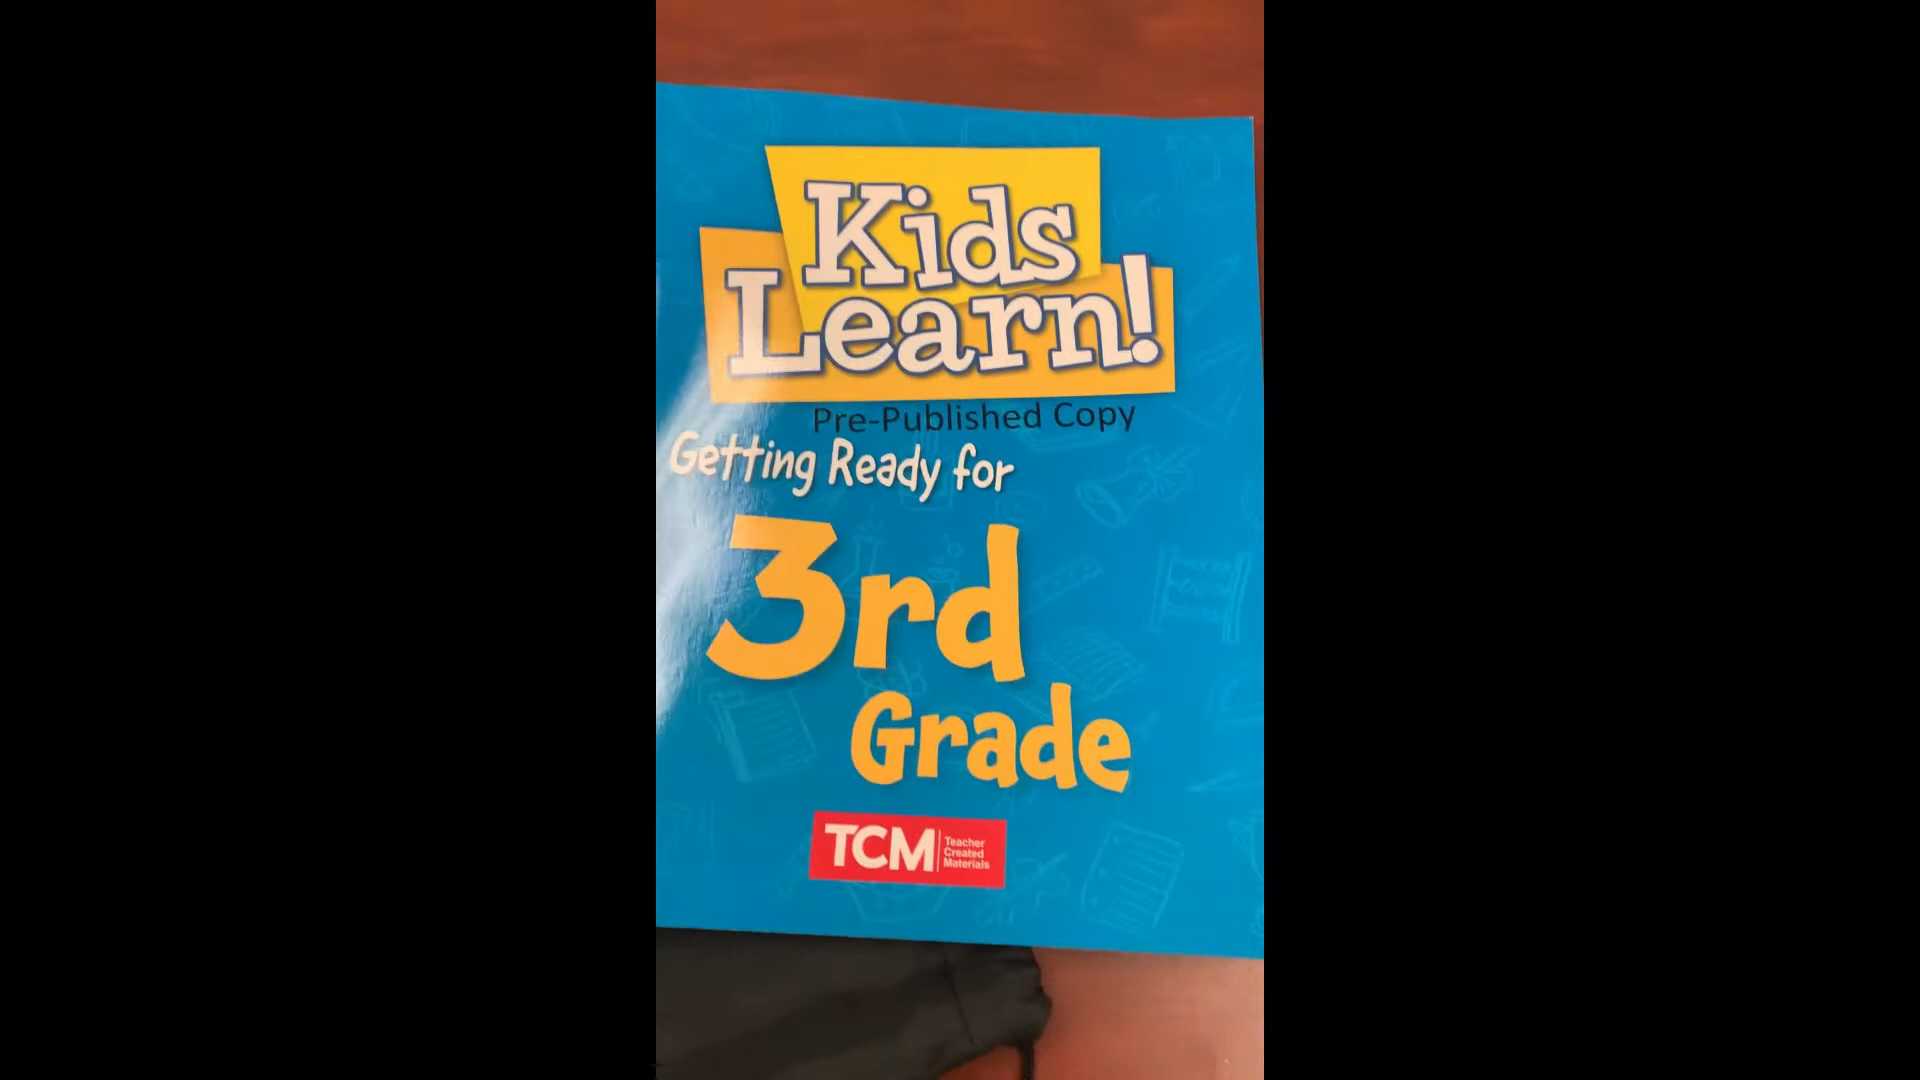 Kids
Learn!
Pre-Published Copy
Getting Ready for
3rd
Grade
TCM
Teacher
Created
Materials